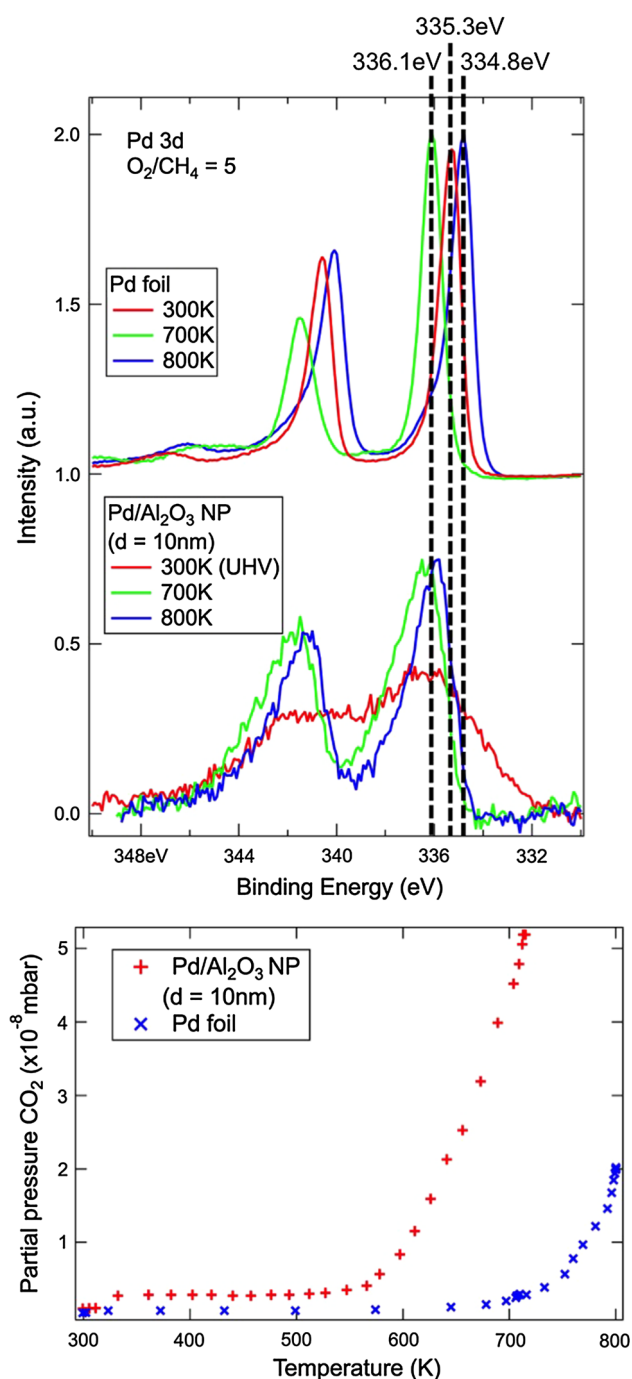 335.3eV
336.1eV 334.8eV
2.0
Pd 3d
O₂/CH₄ = 5
Pd foil
300K
700K
800K
1.5
1.0
Intensity (a.u.)
Pd/Al₂O₃ NP
(d = 10nm)
300K (UHV)
700K
800K
0.5
0.0
348eV 344 340 336 332
Binding Energy (eV)
5
4
3
2
1
Partial pressure CO₂ (x10⁻⁸ mbar)
Pd/Al₂O₃ NP
(d = 10nm)
Pd foil
300 400 500 600 700 800
Temperature (K)